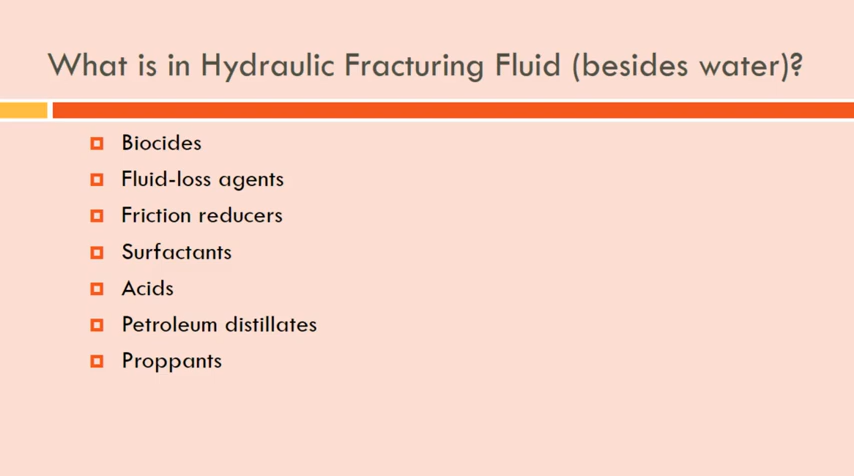 What is in Hydraulic Fracturing Fluid (besides water)?
Biocides
Fluid-loss agents
Friction reducers
Surfactants
Acids
Petroleum distillates
Proppants